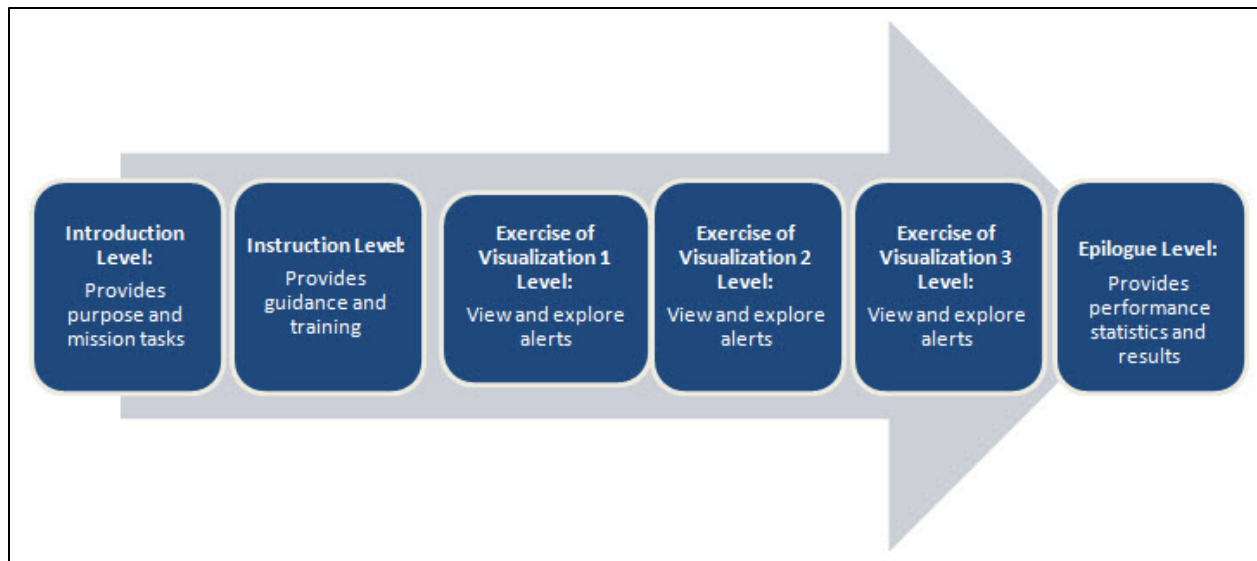 Introduction
Level:
Provides
purpose and
mission tasks
Instruction Level:
Provides
guidance and
training
Exercise of
Visualization 1
Level:
View and explore
alerts
Exercise of
Visualization 2
Level:
View and explore
alerts
Exercise of
Visualization 3
Level:
View and explore
alerts
Epilogue Level:
Provides
performance
statistics and
results